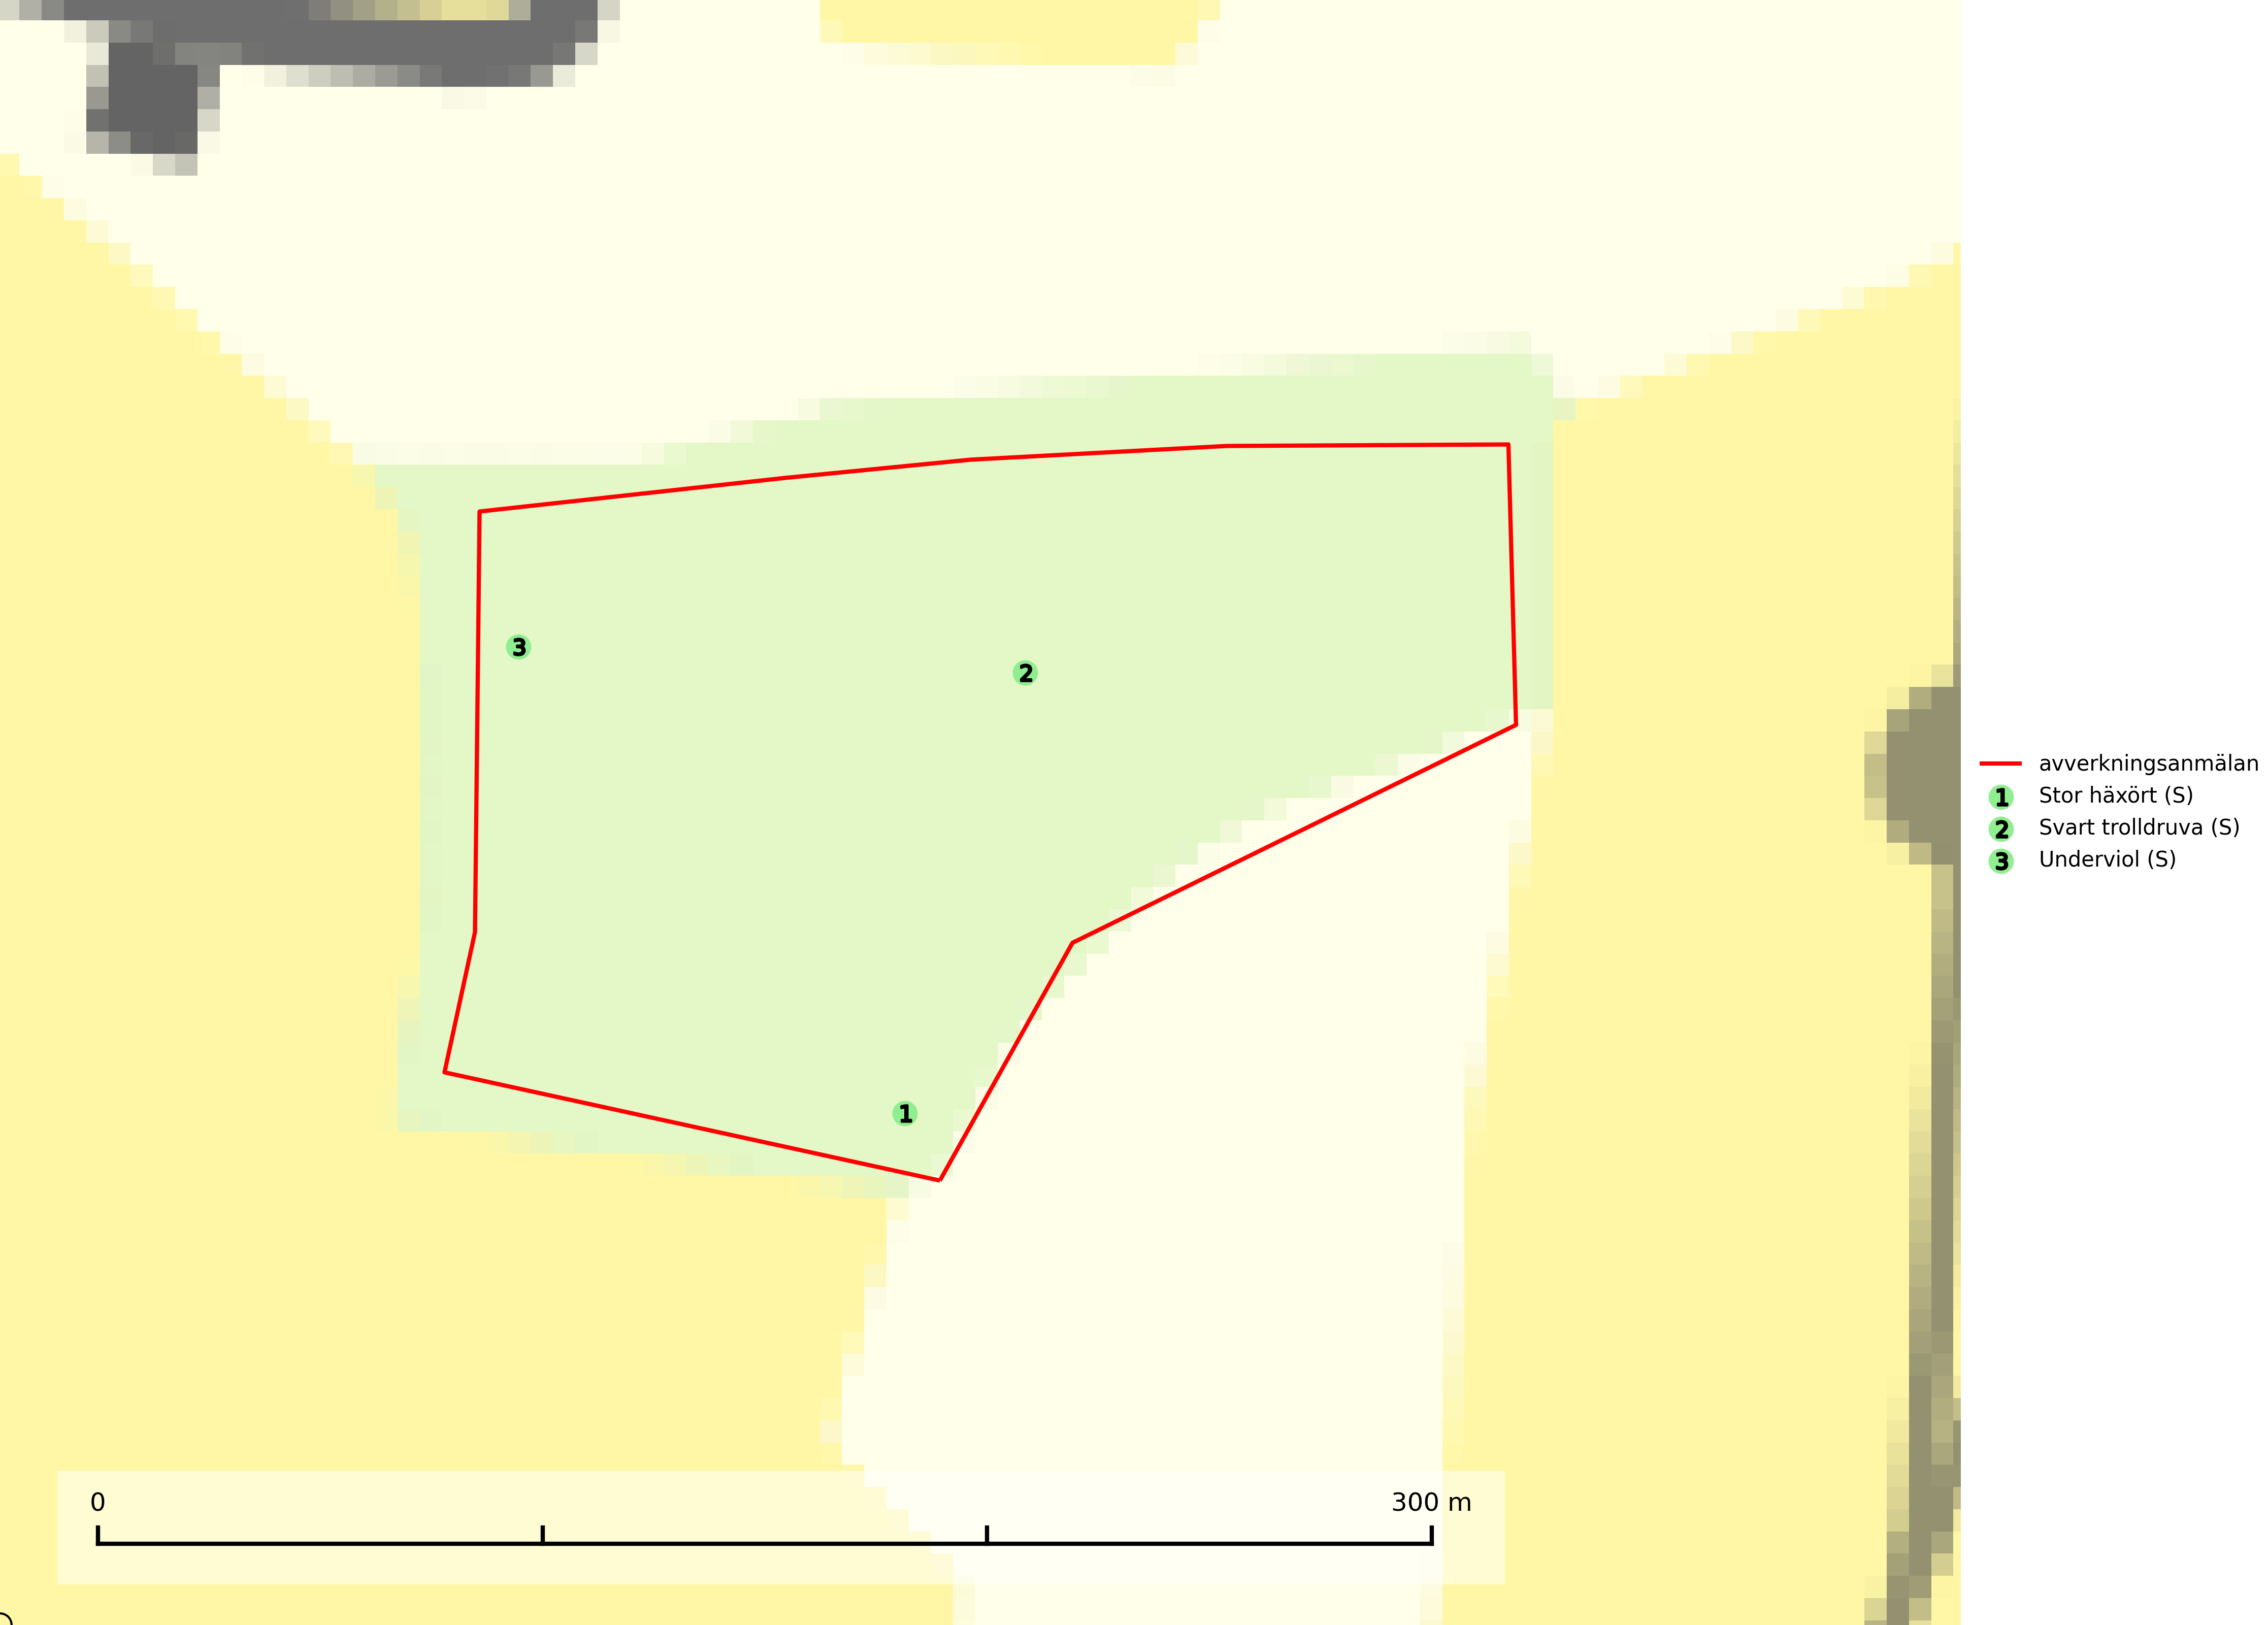 3
2
1
avverkningsanmälan
1 Stor häxört (S)
2 Svart trolldruva (S)
3 Underviol (S)
0 300 m